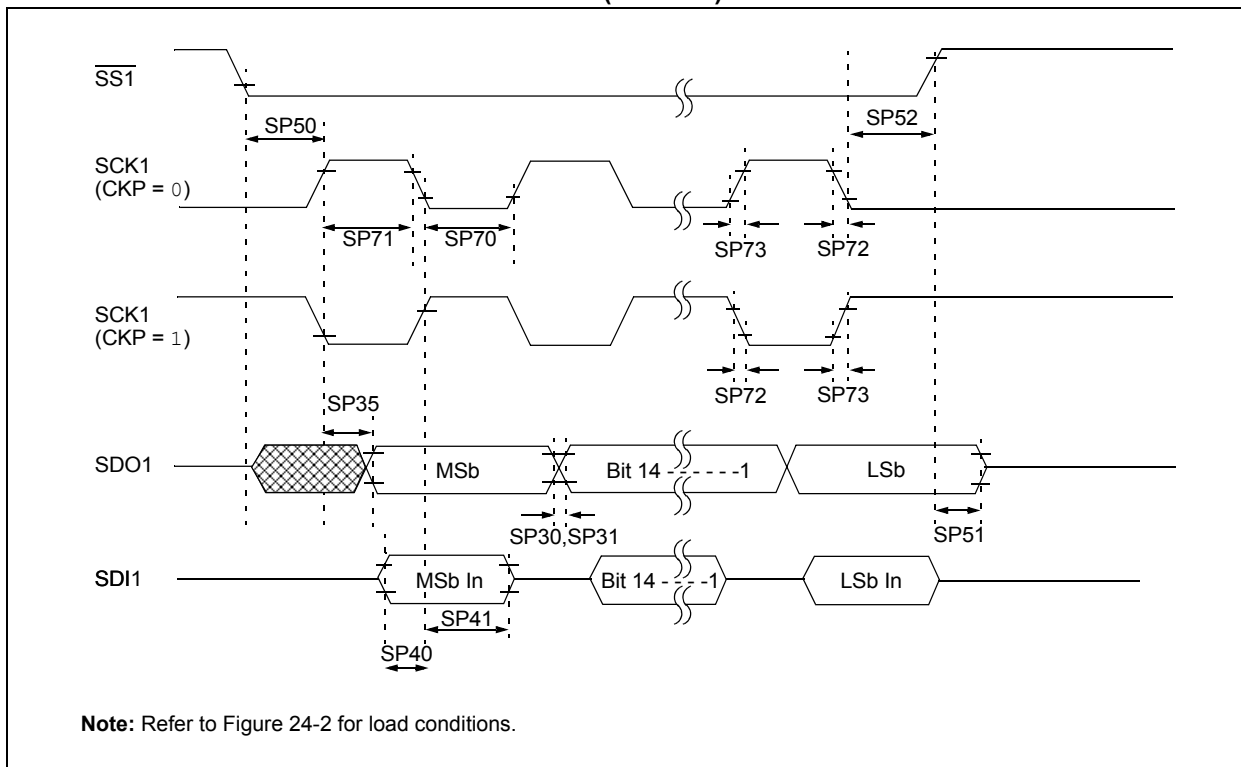 SS1
SP50
SP52
SCK1
(CKP = 0)
SP71
SP70
SP73
SP72
SCK1
(CKP = 1)
SP72
SP73
SP35
SDO1
MSb
Bit 14 - - - - - -1
LSb
SP30,SP31
SP51
SDI1
MSb In
Bit 14 - - - -1
LSb In
SP41
SP40
Note: Refer to Figure 24-2 for load conditions.